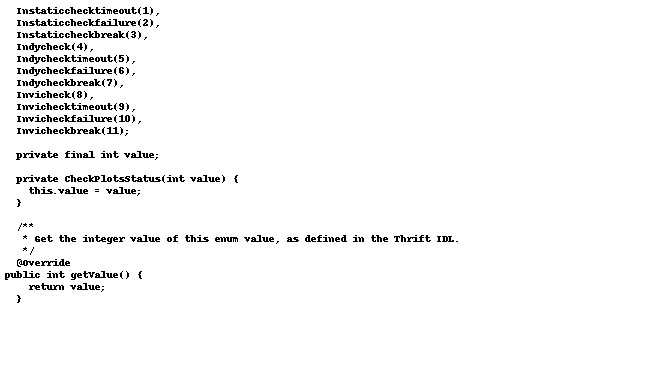 Instaticchecktimeout(1),
  Instaticcheckfailure(2),
  Instaticcheckbreak(3),
  Indycheck(4),
  Indychecktimeout(5),
  Indycheckfailure(6),
  Indycheckbreak(7),
  Invicheck(8),
  Invichecktimeout(9),
  Invicheckfailure(10),
  Invicheckbreak(11);

  private final int value;

  private CheckPlotsStatus(int value) {
    this.value = value;
  }

  /**
   * Get the integer value of this enum value, as defined in the Thrift IDL.
   */
  @Override
public int getValue() {
    return value;
  }